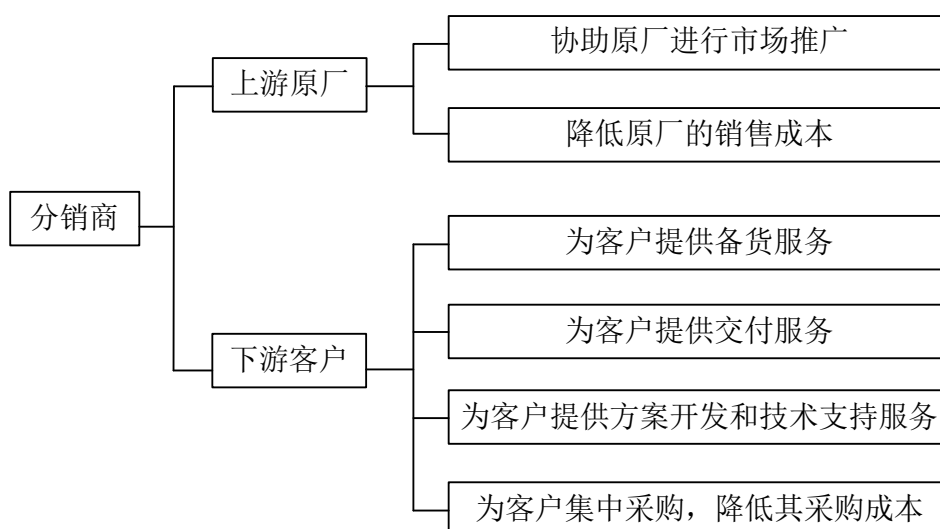 协助原厂进行市场推广
上游原厂
降低原厂的销售成本
分销商
为客户提供备货服务
为客户提供交付服务
下游客户
为客户提供方案开发和技术支持服务
为客户集中采购，降低其采购成本